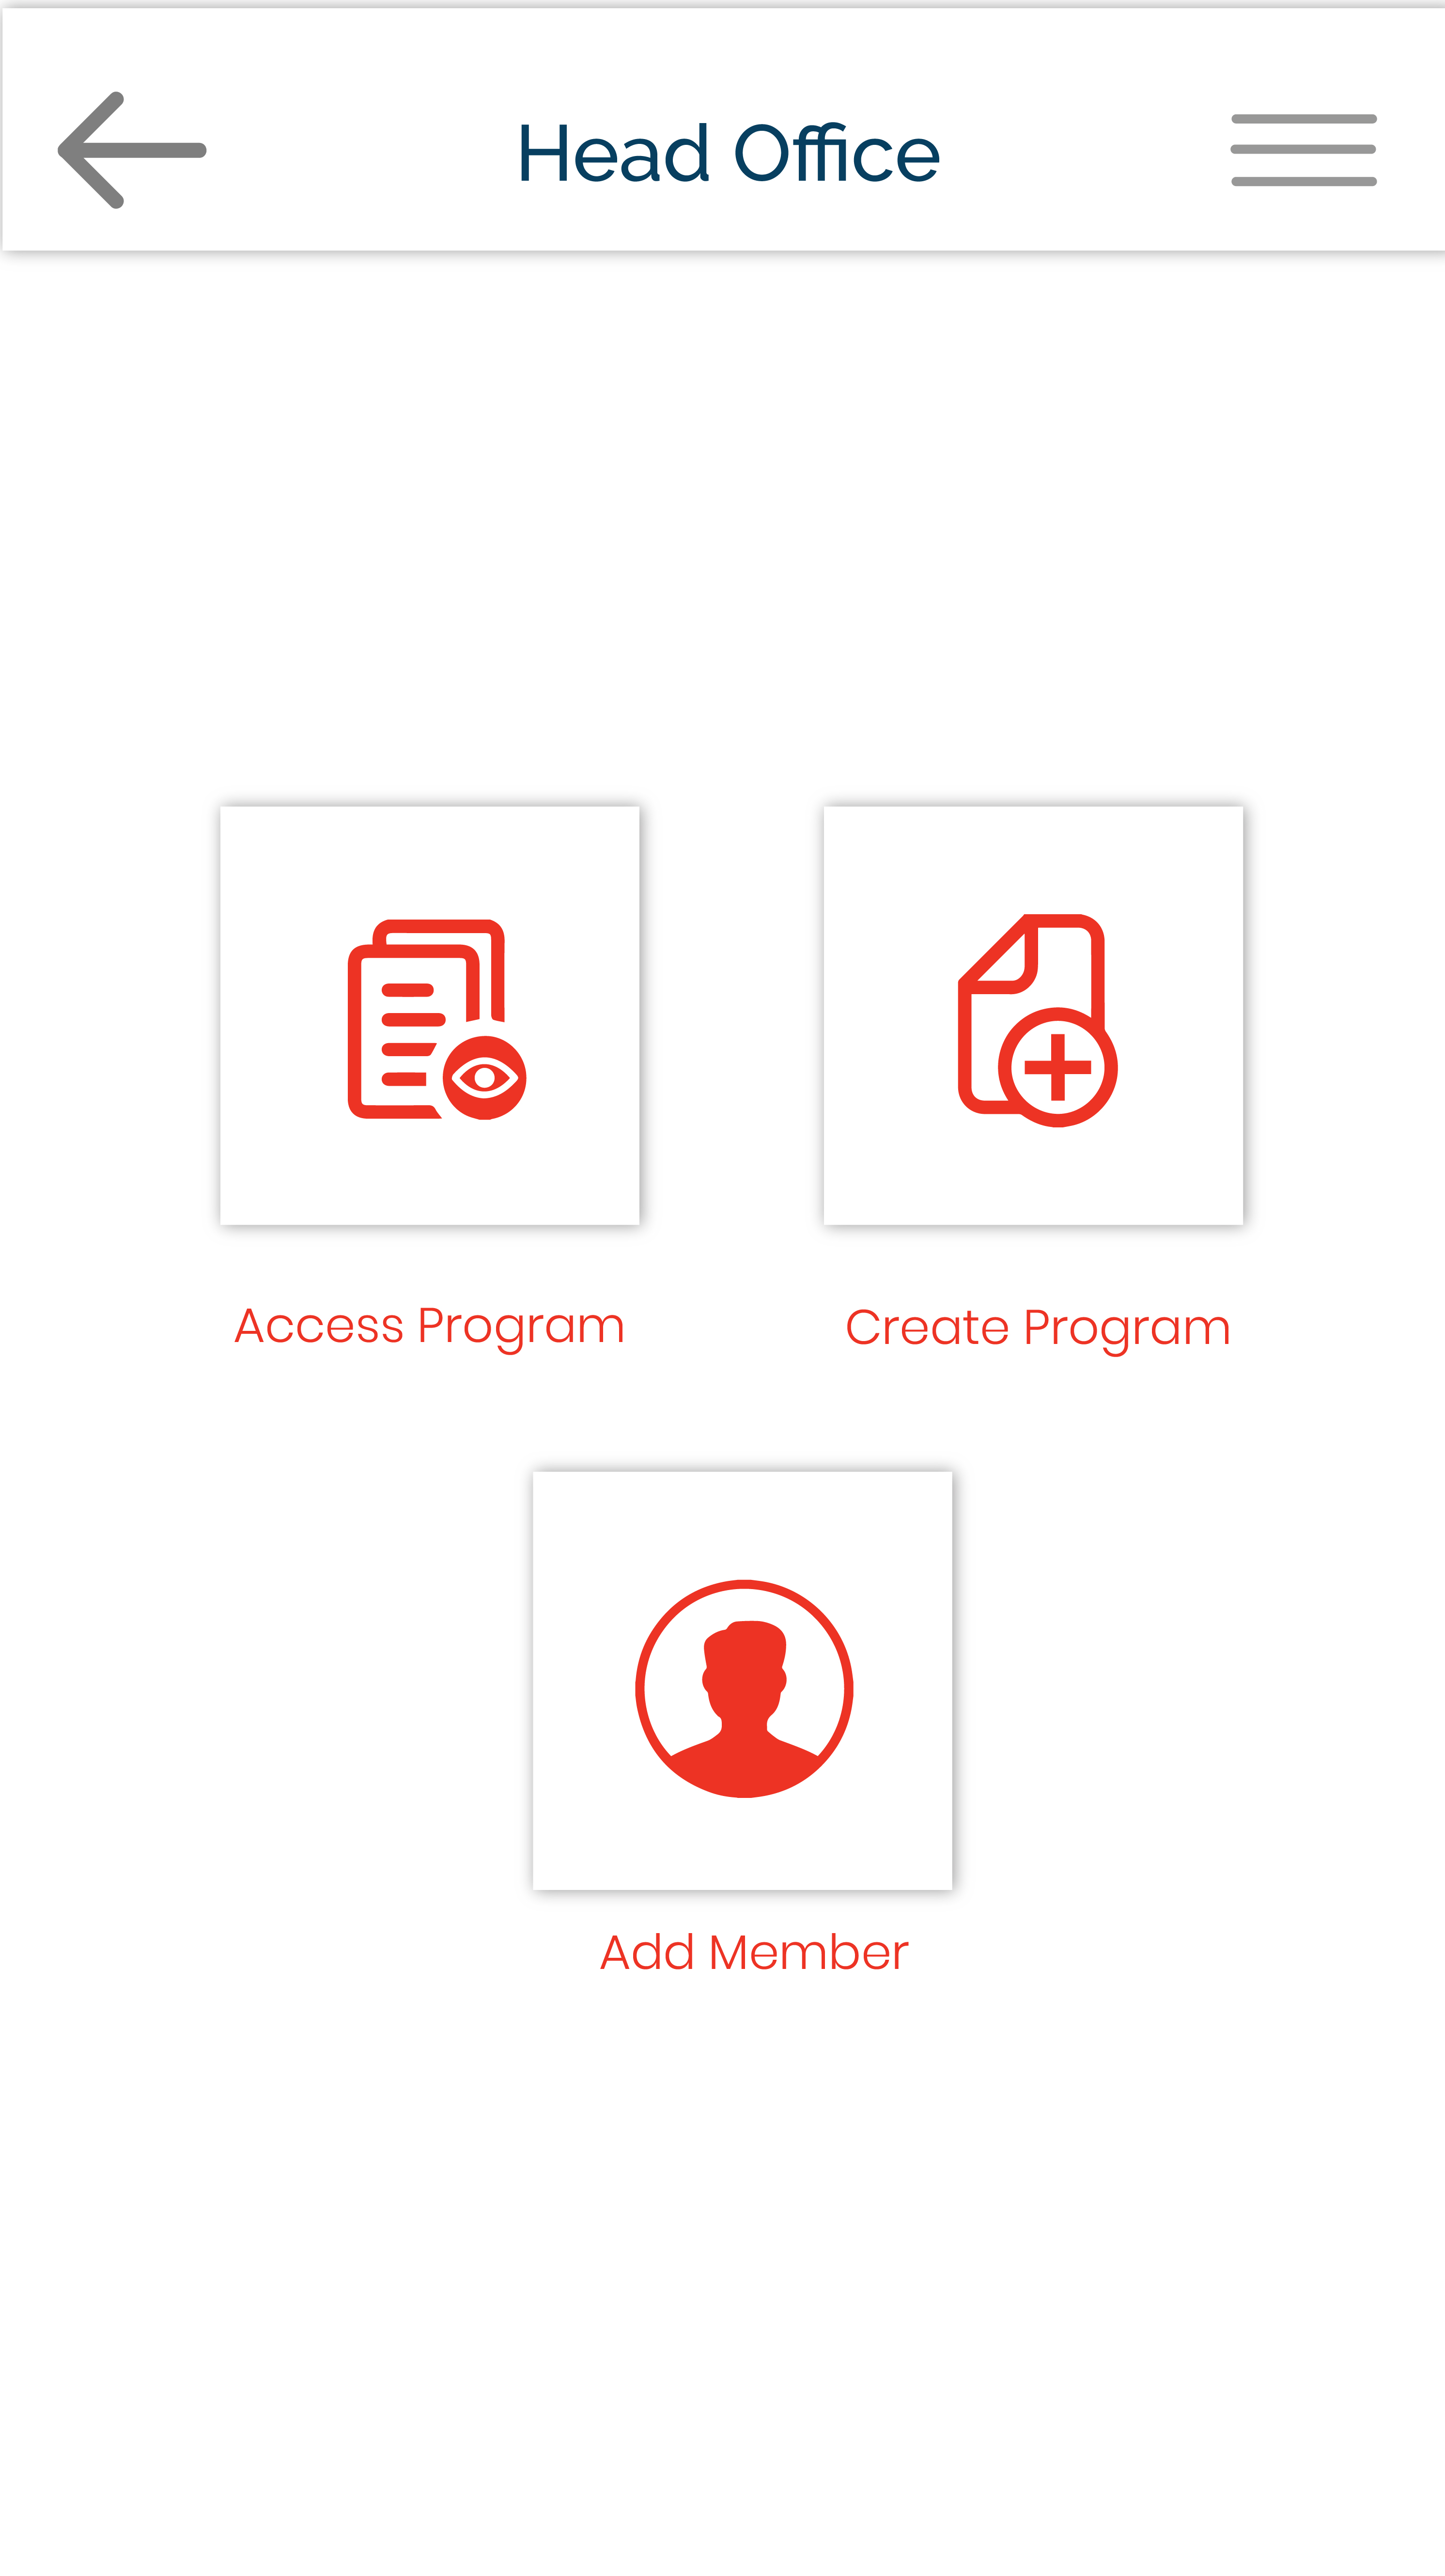 Head Office
Access Program
Create Program
Add Member